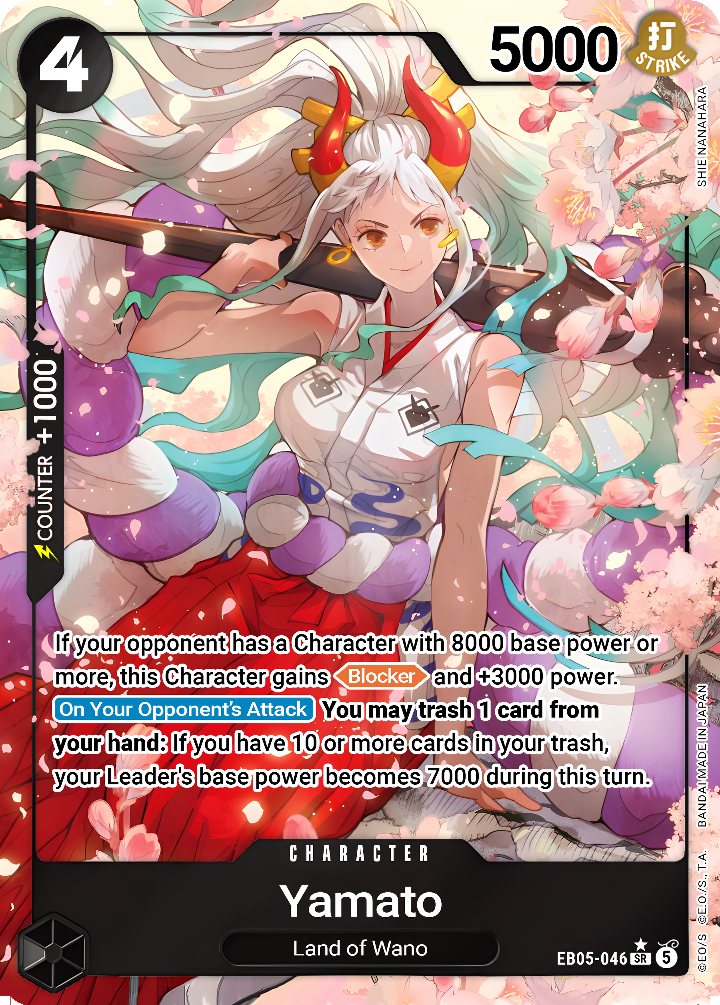 4
5000
打
STRIKE
SHIE NANAHARA
COUNTER +1000
If your opponent has a Character with 8000 base power or
more, this Character gains Blocker and +3000 power.
On Your Opponent's Attack You may trash 1 card from
your hand: If you have 10 or more cards in your trash,
your Leader's base power becomes 7000 during this turn.
CHARACTER
Yamato
Land of Wano
EB05-046 SR 5
©E.O/S ©E.O./S., T.A. BANDAI MADE IN JAPAN